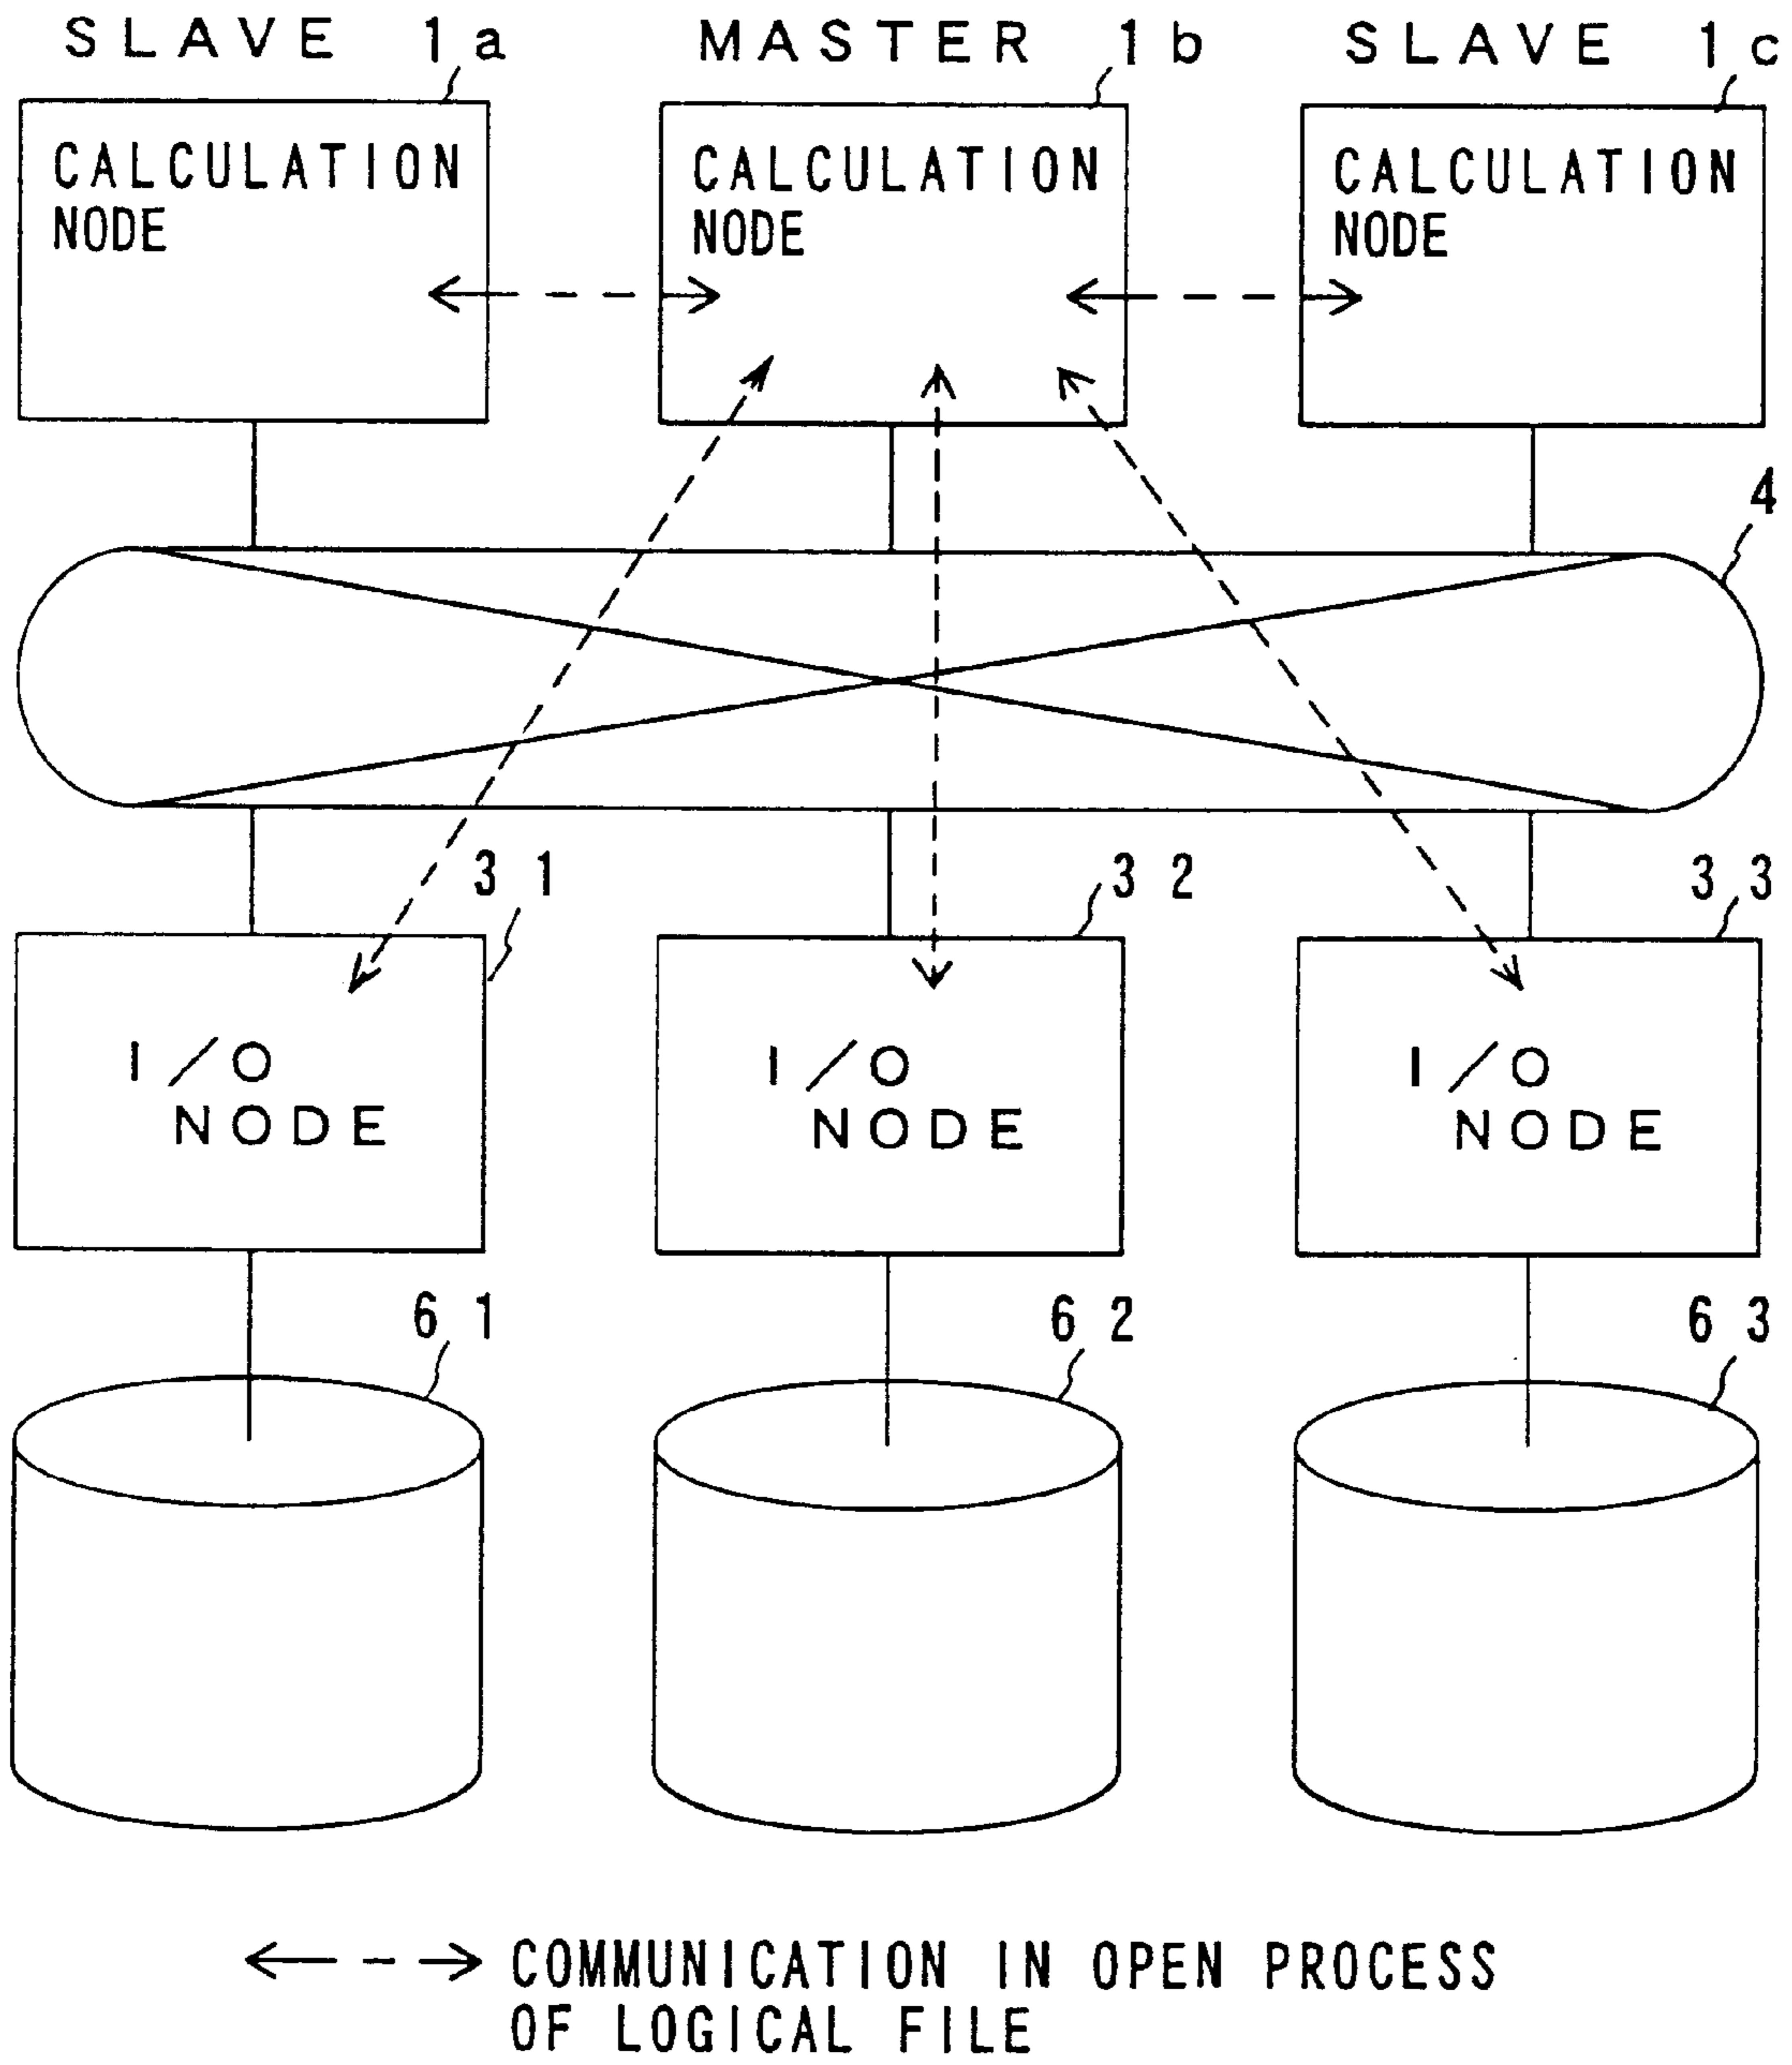 SLAVE 1a MASTER 1b SLAVE 1c
CALCULATION
NODE
CALCULATION
NODE
CALCULATION
NODE
4
31
32
33
I/O
NODE
I/O
NODE
I/O
NODE
61
62
63
COMMUNICATION IN OPEN PROCESS
OF LOGICAL FILE